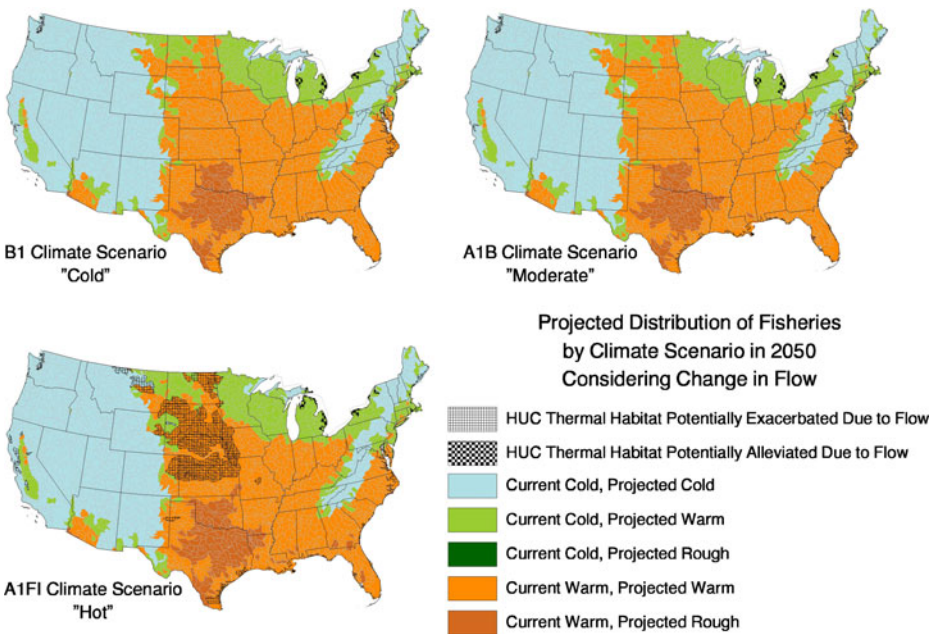 B1 Climate Scenario
"Cold"
A1B Climate Scenario
"Moderate"
A1FI Climate Scenario
"Hot"
Projected Distribution of Fisheries
by Climate Scenario in 2050
Considering Change in Flow
HUC Thermal Habitat Potentially Exacerbated Due to Flow
HUC Thermal Habitat Potentially Alleviated Due to Flow
Current Cold, Projected Cold
Current Cold, Projected Warm
Current Cold, Projected Rough
Current Warm, Projected Warm
Current Warm, Projected Rough